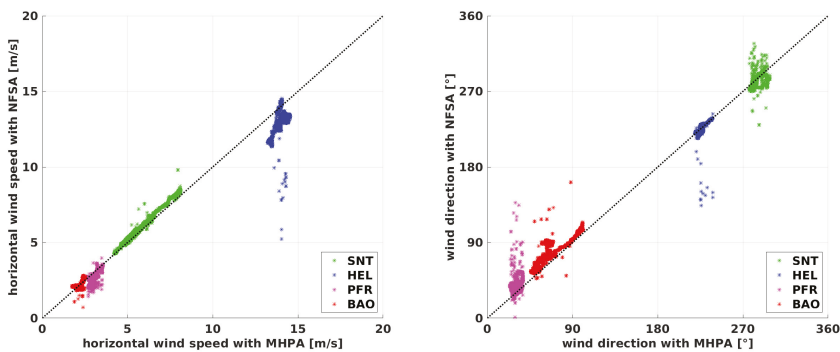 20
15
10
5
0
0
5
10
15
20
horizontal wind speed with NFSA [m/s]
horizontal wind speed with MHPA [m/s]
SNT
HEL
PFR
BAO
360
270
180
90
0
0
90
180
270
360
wind direction with NFSA [°]
wind direction with MHPA [°]
SNT
HEL
PFR
BAO